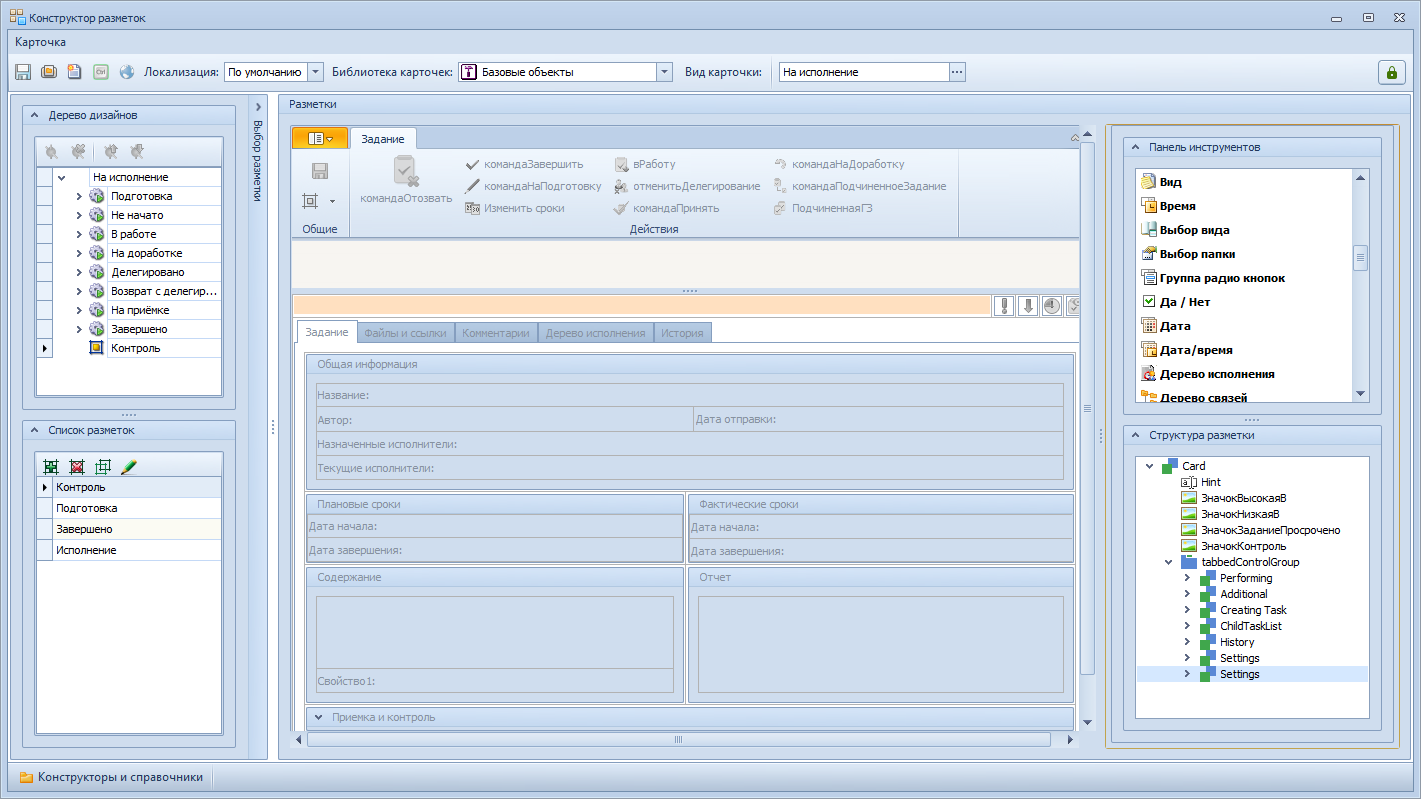 Конструктор разметок
Карточка
Ctrl Локализация: По умолчанию Библиотека карточек: Базовые объекты Вид карточки: На исполнение
Дерево дизайнов
На исполнение
Подготовка
Не начато
В работе
На доработке
Делегировано
Возврат с делегир...
На приёмке
Завершено
Контроль
Список разметок
Контроль
Подготовка
Завершено
Исполнение
Выбор разметки
Разметки
Задание
командаОтозвать
командаЗавершить
командаНаПодготовку
Изменить сроки
вРаботу
отменитьДелегирование
командаПринять
командаНаДоработку
командаПодчиненноеЗадание
ПодчиненнаяГЗ
Общие
Действия
Задание Файлы и ссылки Комментарии Дерево исполнения История
Общая информация
Название:
Автор: Дата отправки:
Назначенные исполнители:
Текущие исполнители:
Плановые сроки
Дата начала:
Дата завершения:
Фактические сроки
Дата начала:
Дата завершения:
Содержание
Свойство1:
Отчет
Приемка и контроль
Панель инструментов
Вид
Время
Выбор вида
Выбор папки
Группа радио кнопок
Да / Нет
Дата
Дата/время
Дерево исполнения
Дерево связей
Структура разметки
Card
Hint
ЗначокВысокаяВ
ЗначокНизкаяВ
ЗначокЗаданиеПросрочено
ЗначокКонтроль
tabbedControlGroup
Performing
Additional
Creating Task
ChildTaskList
History
Settings
Settings
Конструкторы и справочники